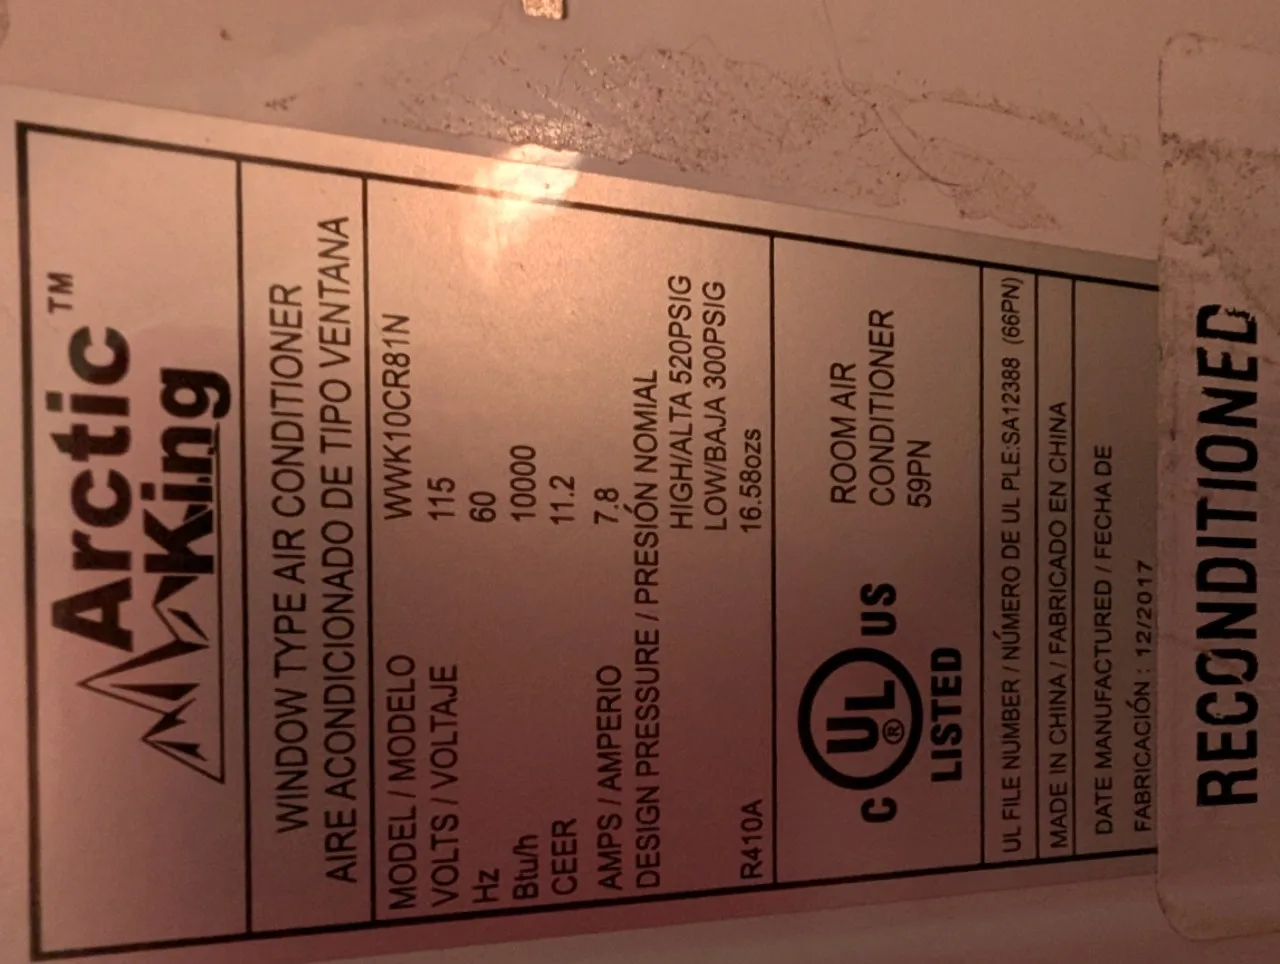 Arctic™
King
WINDOW TYPE AIR CONDITIONER
AIRE ACONDICIONADO DE TIPO VENTANA
MODEL / MODELO WWK10CR81N
VOLTS / VOLTAJE 115
Hz 60
Btu/h 10000
CEER 11.2
AMPS / AMPERIO 7.8
DESIGN PRESSURE / PRESIÓN NOMIAL
HIGH/ALTA 520PSIG
LOW/BAJA 300PSIG
R410A 16.58ozs
C UL® US
LISTED
ROOM AIR
CONDITIONER
59PN
UL FILE NUMBER / NÚMERO DE UL PLE:SA12388 (66PN)
MADE IN CHINA / FABRICADO EN CHINA
DATE MANUFACTURED / FECHA DE
FABRICACIÓN : 12/2017
RECONDITIONED